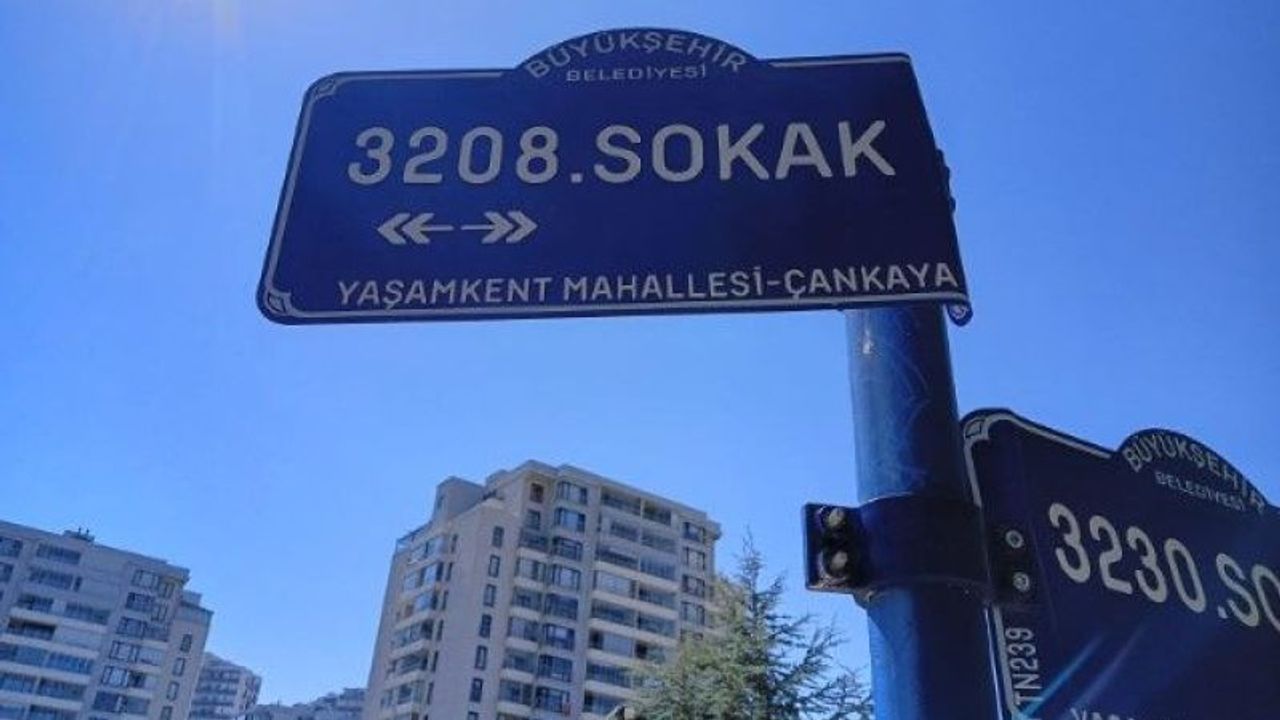 BÜYÜKŞEHİR
BELEDİYESİ
3208.SOKAK
YAŞAMKENT MAHALLESİ-ÇANKAYA
BÜYÜKŞEHİR
BELEDİYESİ
3230.SO
TN239